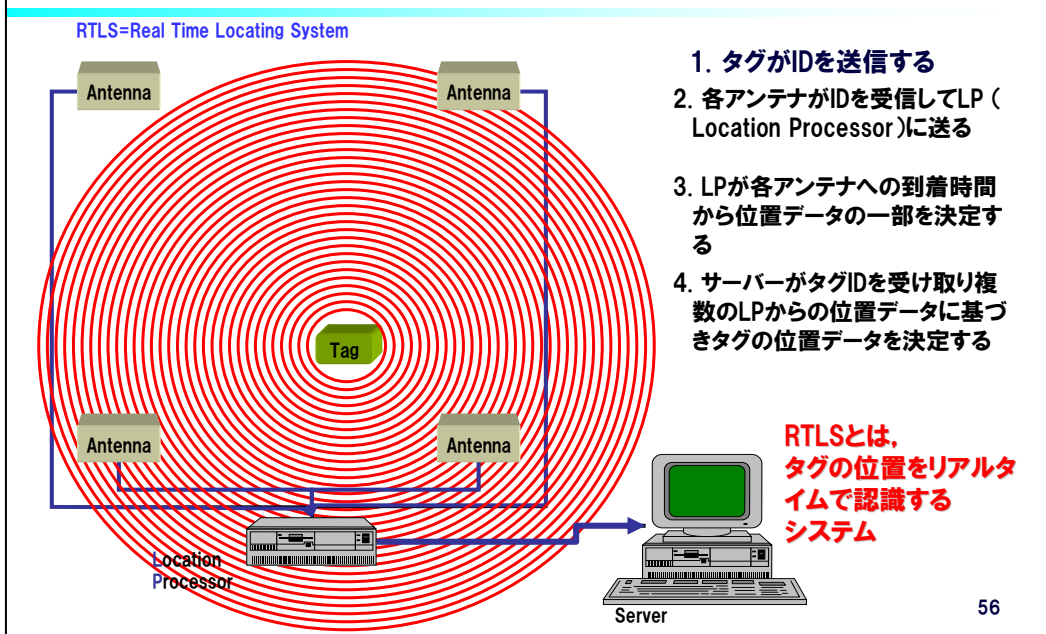 RTLS=Real Time Locating System
Antenna
Antenna
Tag
Antenna
Antenna
Location
Processor
Server
1. タグがIDを送信する
2. 各アンテナがIDを受信してLP（
Location Processor)に送る
3. LPが各アンテナへの到着時間
から位置データの一部を決定す
る
4. サーバーがタグIDを受け取り複
数のLPからの位置データに基づ
きタグの位置データを決定する
RTLSとは,
タグの位置をリアルタ
イムで認識する
システム
56